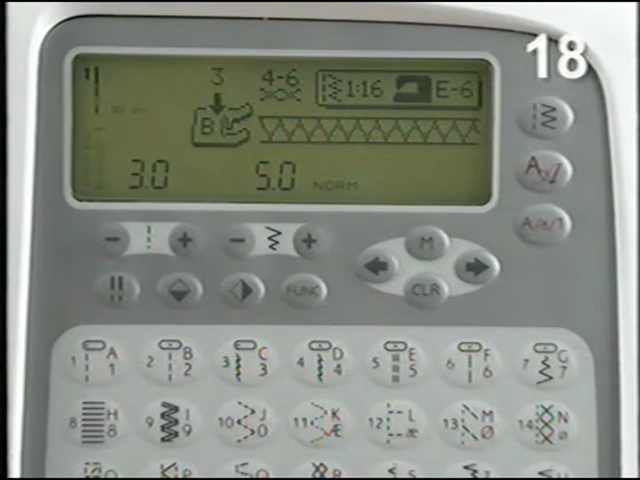 18
3 4-6 1:16 E-6
B
3.0 5.0 NORM
A/a/1
- + - + M
FUNC CLR
1 A 1 2 B 2 3 C 3 4 D 4 5 E 5 6 F 6 7 G 7
8 H 8 9 I 9 10 J O 11 K Æ 12 L æ 13 M Ø 14 N ø